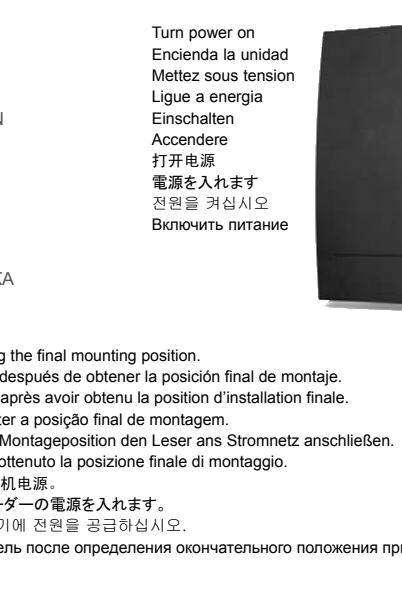 Turn power on
Encienda la unidad
Mettez sous tension
Ligue a energia
Einschalten
Accendere
打开电源
電源を入れます
전원을 켜십시오
Включить питание
the final mounting position.
después de obtener la posición final de montaje.
après avoir obtenu la position d’installation finale.
a posição final de montagem.
Montageposition den Leser ans Stromnetz anschließen.
ottenuto la posizione finale di montaggio.
机电源。
ーダーの電源を入れます。
기에 전원을 공급하십시오.
после определения окончательного положения